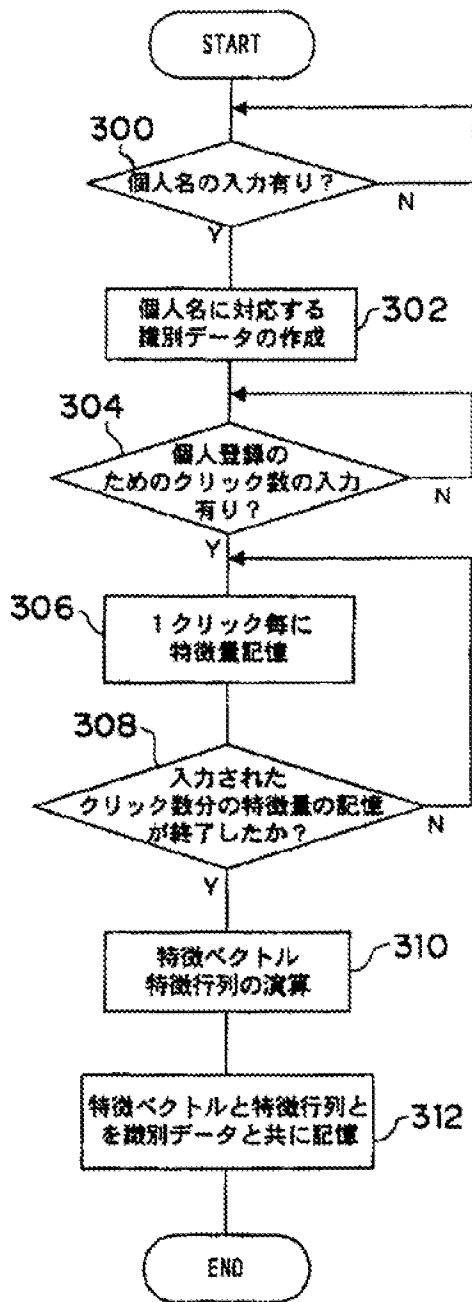 START
300
個人名の入力有り?
N
Y
個人名に対応する
識別データの作成
302
304
個人登録の
ためのクリック数の入力
有り?
N
Y
306
1クリック毎に
特徴量記憶
308
入力された
クリック数分の特徴量の記憶
が終了したか?
N
Y
特徴ベクトル
特徴行列の演算
310
特徴ベクトルと特徴行列と
を識別データと共に記憶
312
END